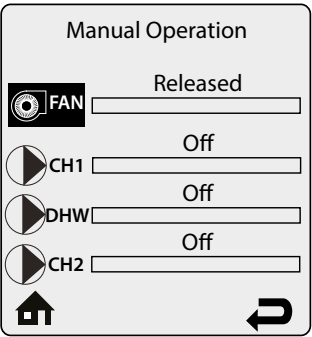 Manual Operation
Released
FAN
Off
CH1
Off
DHW
Off
CH2